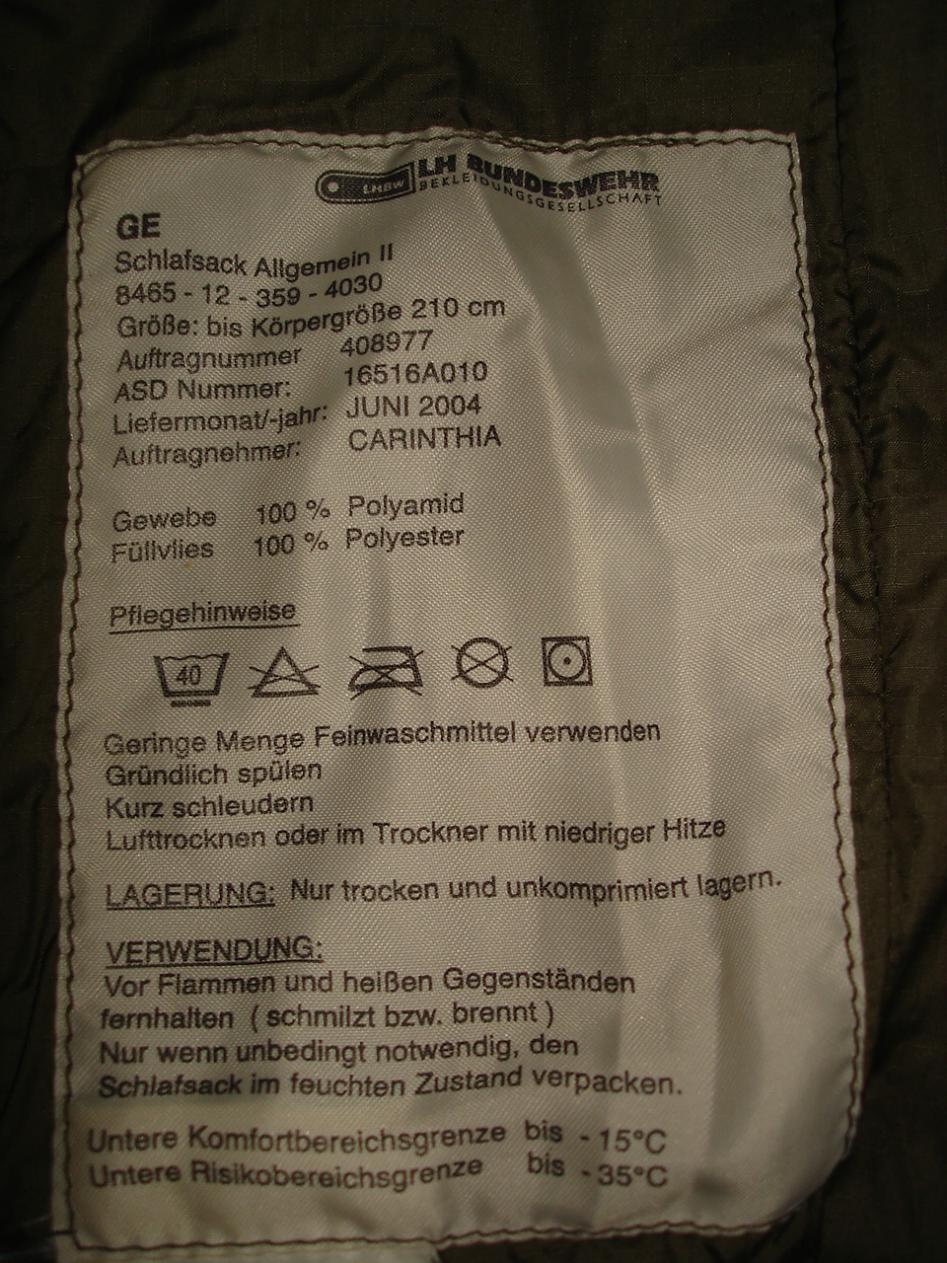 LHBW LH BUNDESWEHR
BEKLEIDUNGSGESELLSCHAFT
GE
Schlafsack Allgemein II
8465 - 12 - 359 - 4030
Größe: bis Körpergröße 210 cm
Auftragnummer 408977
ASD Nummer: 16516A010
Liefermonat/-jahr: JUNI 2004
Auftragnehmer: CARINTHIA
Gewebe 100 % Polyamid
Füllvlies 100 % Polyester
Pflegehinweise
40
Geringe Menge Feinwaschmittel verwenden
Gründlich spülen
Kurz schleudern
Lufttrocknen oder im Trockner mit niedriger Hitze
LAGERUNG: Nur trocken und unkomprimiert lagern.
VERWENDUNG:
Vor Flammen und heißen Gegenständen
fernhalten ( schmilzt bzw. brennt )
Nur wenn unbedingt notwendig, den
Schlafsack im feuchten Zustand verpacken.
Untere Komfortbereichsgrenze bis - 15°C
Untere Risikobereichsgrenze bis - 35°C